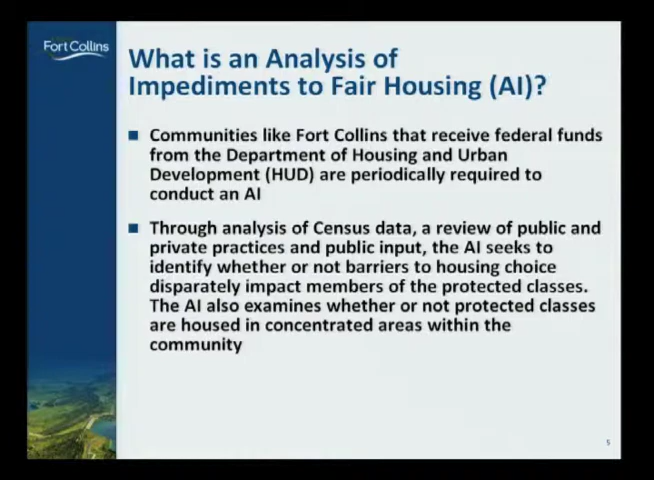 Fort Collins
What is an Analysis of
Impediments to Fair Housing (AI)?
Communities like Fort Collins that receive federal funds
from the Department of Housing and Urban
Development (HUD) are periodically required to
conduct an AI
Through analysis of Census data, a review of public and
private practices and public input, the AI seeks to
identify whether or not barriers to housing choice
disparately impact members of the protected classes.
The AI also examines whether or not protected classes
are housed in concentrated areas within the
community
5